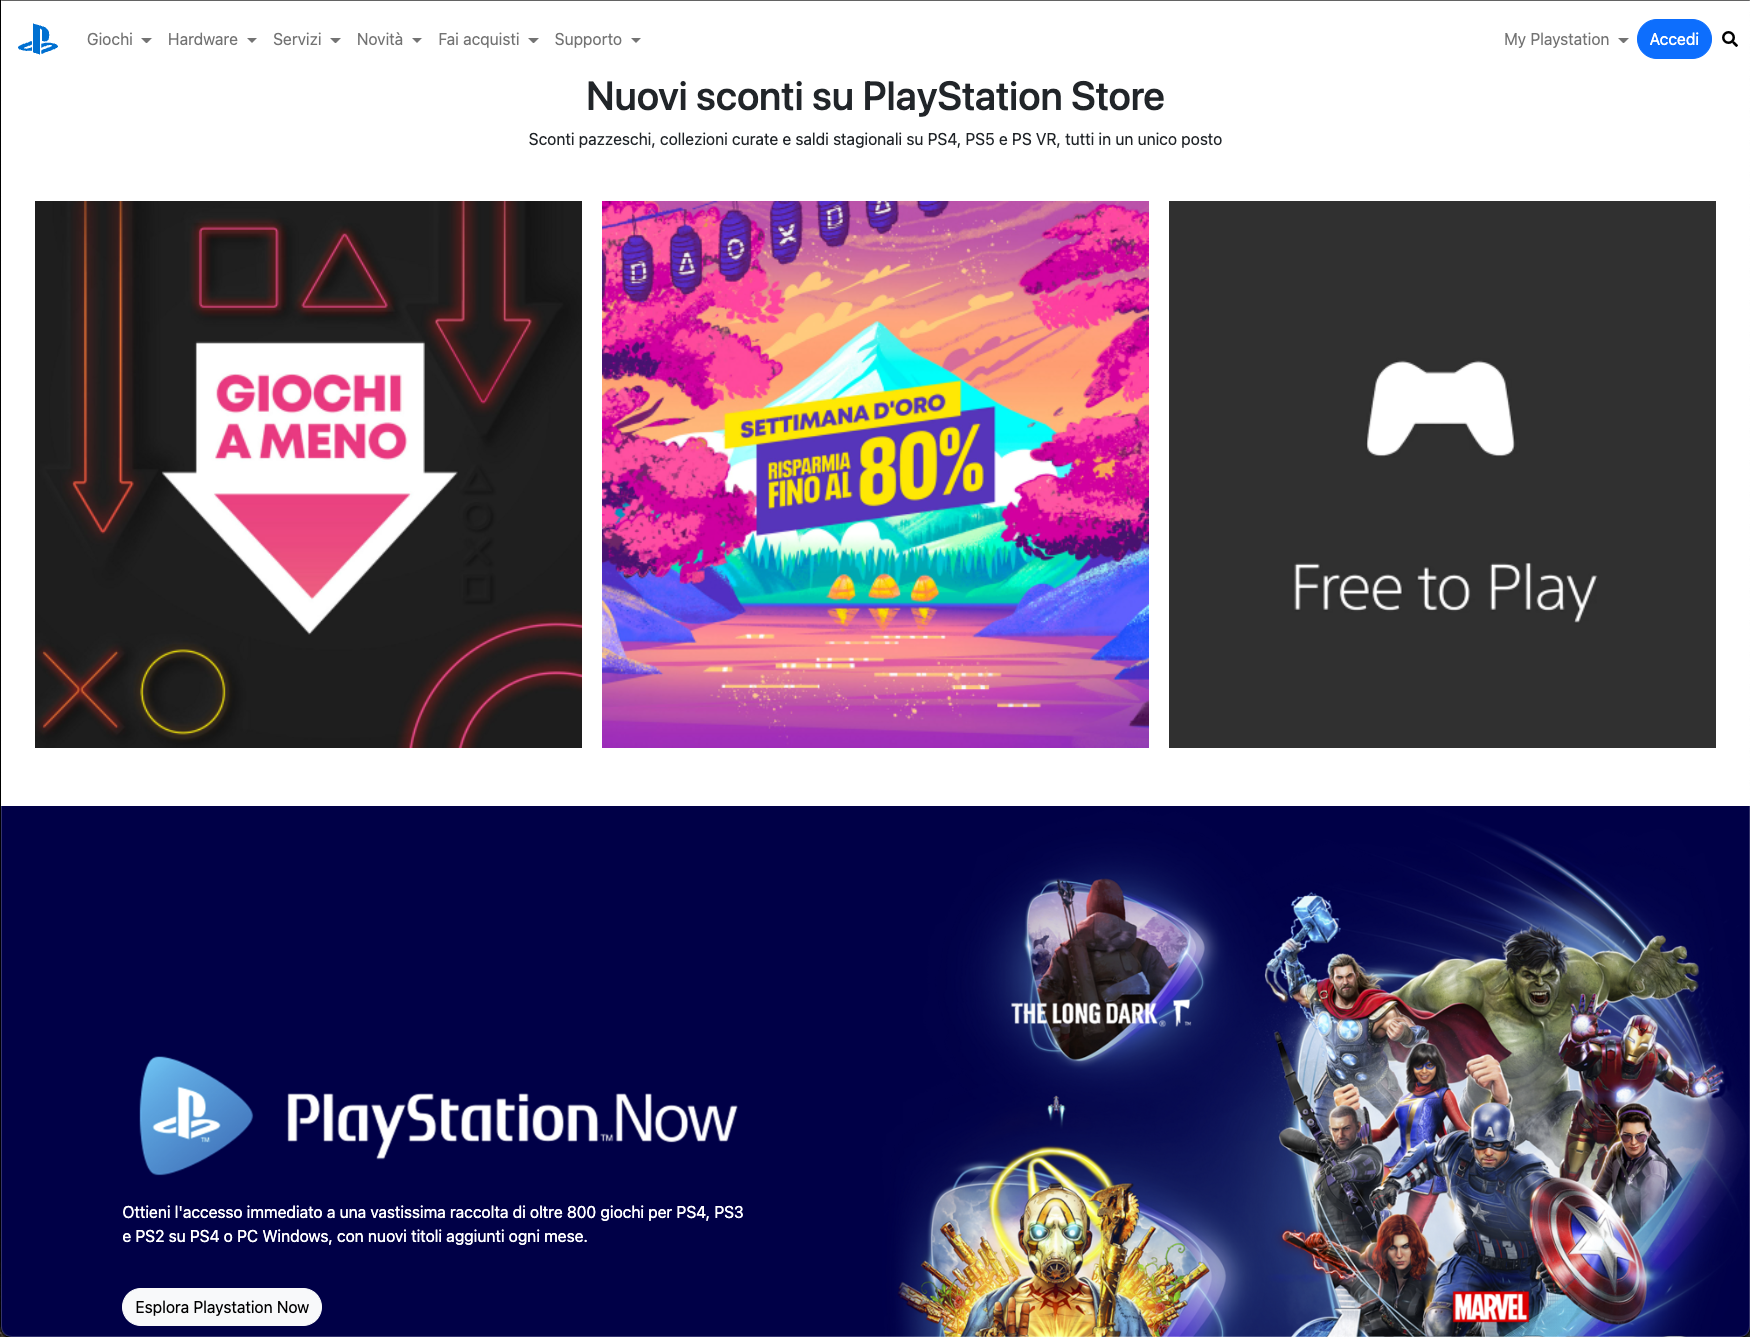 Giochi Hardware Servizi Novità Fai acquisti Supporto My Playstation Accedi
Nuovi sconti su PlayStation Store
Sconti pazzeschi, collezioni curate e saldi stagionali su PS4, PS5 e PS VR, tutti in un unico posto
GIOCHI
A MENO
SETTIMANA D'ORO
RISPARMIA
FINO AL 80%
Free to Play
THE LONG DARK
PlayStation™Now
Ottieni l'accesso immediato a una vastissima raccolta di oltre 800 giochi per PS4, PS3
e PS2 su PS4 o PC Windows, con nuovi titoli aggiunti ogni mese.
Esplora Playstation Now
MARVEL